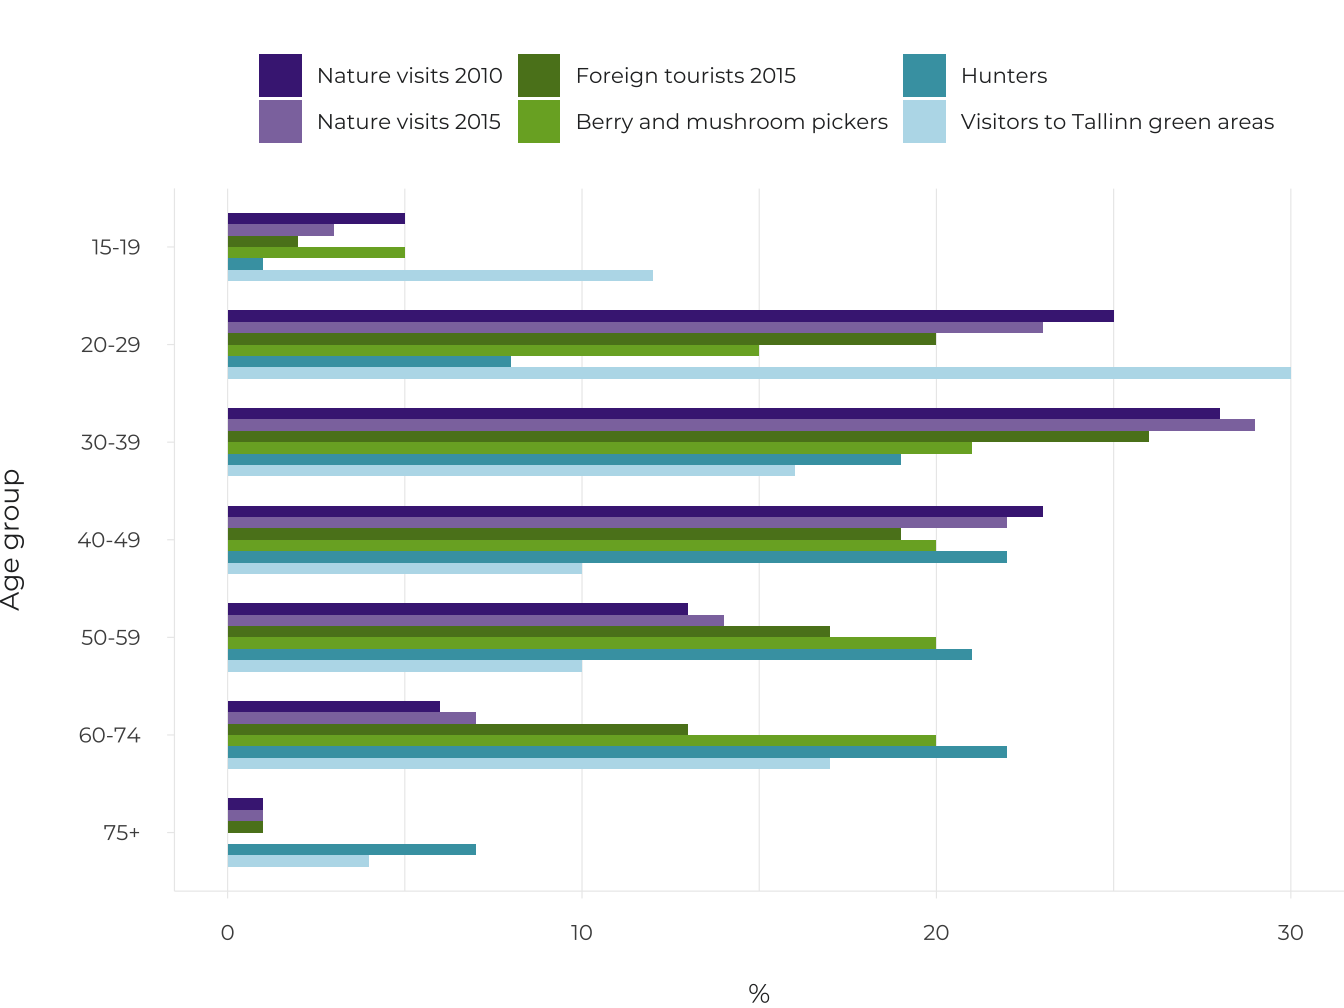 Nature visits 2010
Foreign tourists 2015
Hunters
Nature visits 2015
Berry and mushroom pickers
Visitors to Tallinn green areas
Age group
15-19
20-29
30-39
40-49
50-59
60-74
75+
0 10 20 30
%